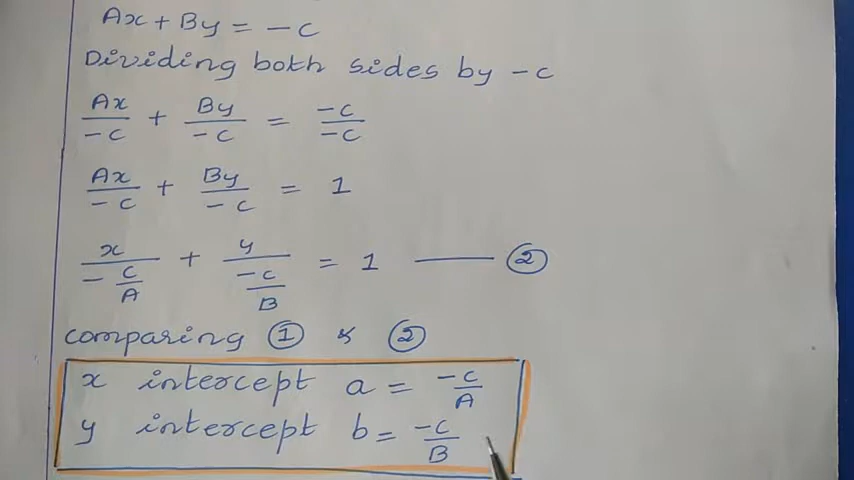 Ax + By = -c
Dividing both sides by -c
Ax/-c + By/-c = -c/-c
Ax/-c + By/-c = 1
x/(-c/A) + y/(-c/B) = 1 —— ②
comparing ① & ②
x intercept a = -c/A
y intercept b = -c/B